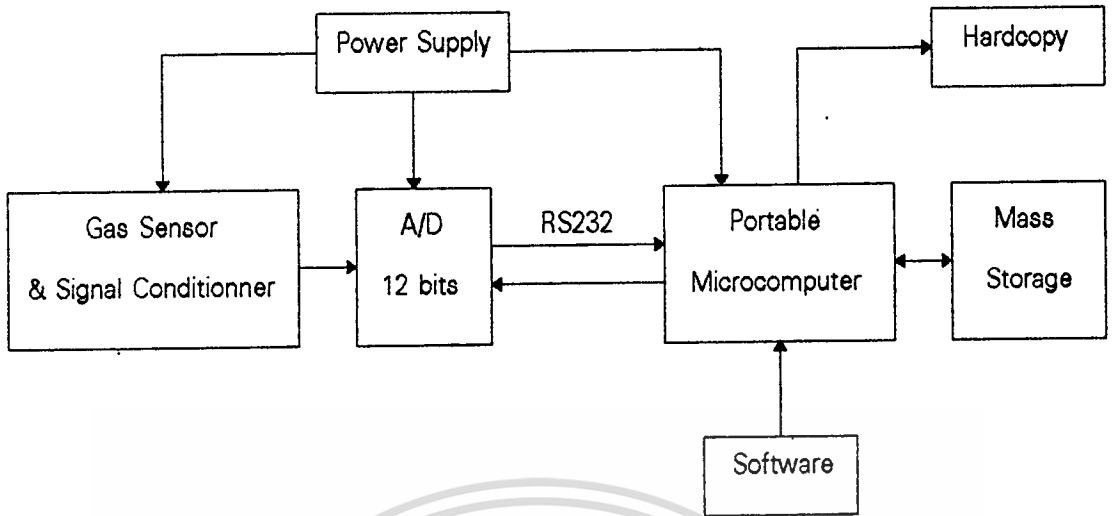 Power Supply
Hardcopy
Gas Sensor
& Signal Conditionner
A/D
12 bits
RS232
Portable
Microcomputer
Mass
Storage
Software